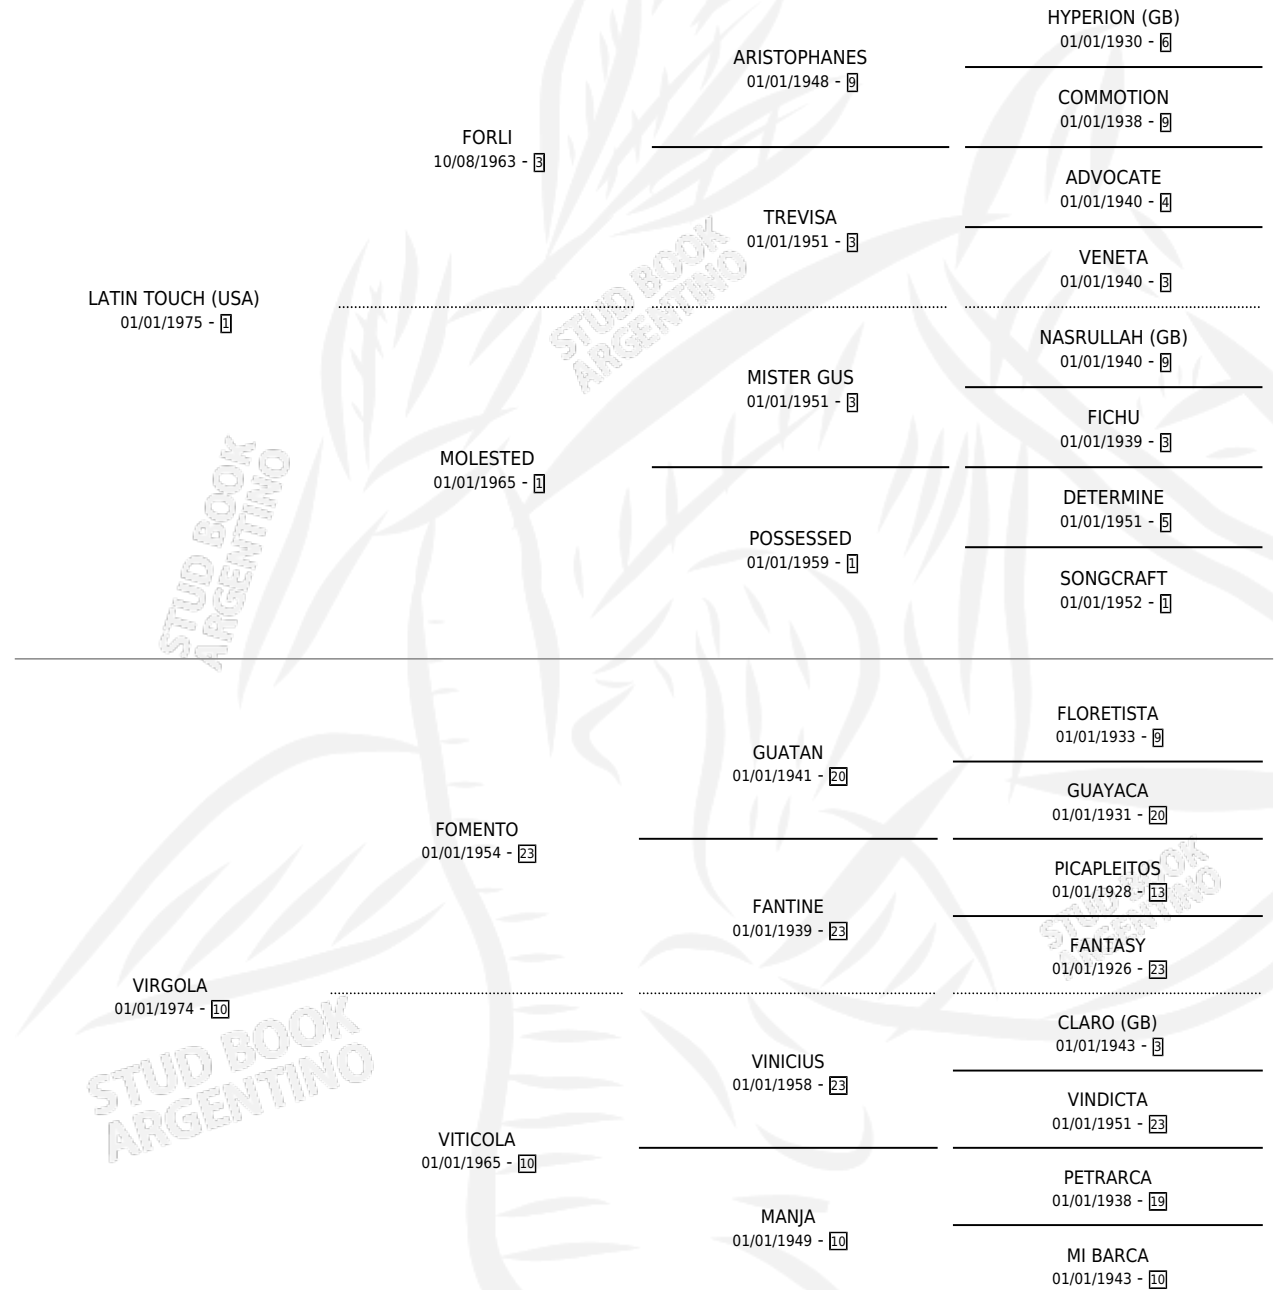 HYPERION (GB)
01/01/1930 - 6
ARISTOPHANES
01/01/1948 - 9
COMMOTION
01/01/1938 - 9
FORLI
10/08/1963 - 3
ADVOCATE
01/01/1940 - 4
TREVISA
01/01/1951 - 3
VENETA
01/01/1940 - 3
LATIN TOUCH (USA)
01/01/1975 - 1
NASRULLAH (GB)
01/01/1940 - 9
MISTER GUS
01/01/1951 - 3
FICHU
01/01/1939 - 3
MOLESTED
01/01/1965 - 1
DETERMINE
01/01/1951 - 5
POSSESSED
01/01/1959 - 1
SONGCRAFT
01/01/1952 - 1
STUD BOOK
ARGENTINO
STUD BOOK
ARGENTINO
FLORETISTA
01/01/1933 - 9
GUATAN
01/01/1941 - 20
GUAYACA
01/01/1931 - 20
FOMENTO
01/01/1954 - 23
PICAPLEITOS
01/01/1928 - 13
FANTINE
01/01/1939 - 23
FANTASY
01/01/1926 - 23
STUD BOOK
ARGENTINO
VIRGOLA
01/01/1974 - 10
CLARO (GB)
01/01/1943 - 3
VINICIUS
01/01/1958 - 23
VINDICTA
01/01/1951 - 23
VITICOLA
01/01/1965 - 10
PETRARCA
01/01/1938 - 19
MANJA
01/01/1949 - 10
MI BARCA
01/01/1943 - 10
STUD BOOK
ARGENTINO